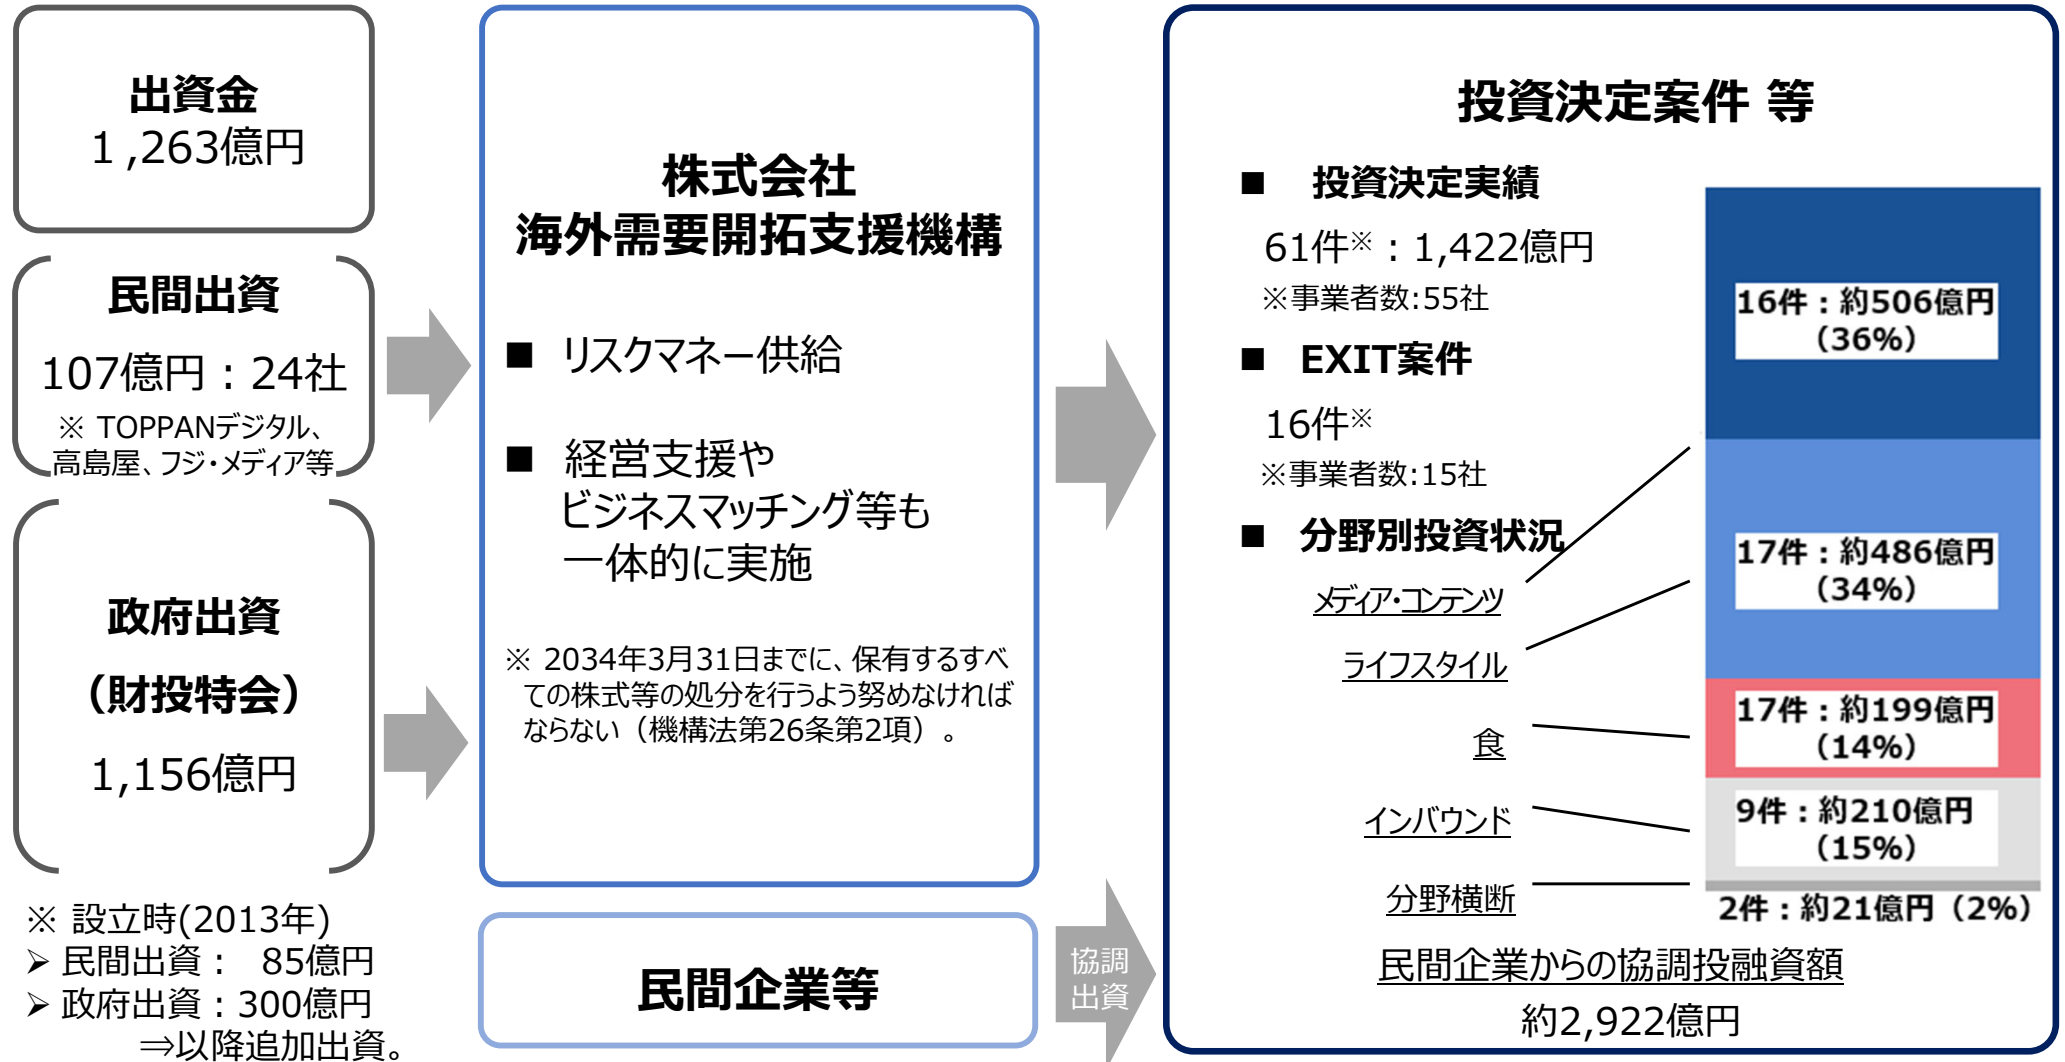 出資金
1,263億円
民間出資
107億円：24社
※ TOPPANデジタル、
高島屋、フジ・メディア等
政府出資
（財投特会）
1,156億円
※ 設立時(2013年)
➢ 民間出資： 85億円
➢ 政府出資：300億円
⇒以降追加出資。
株式会社
海外需要開拓支援機構
■ リスクマネー供給
■ 経営支援や
ビジネスマッチング等も
一体的に実施
※ 2034年3月31日までに、保有するすべ
ての株式等の処分を行うよう努めなければ
ならない（機構法第26条第2項）。
民間企業等
協調
出資
投資決定案件 等
■ 投資決定実績
61件※：1,422億円
※事業者数:55社
■ EXIT案件
16件※
※事業者数:15社
■ 分野別投資状況
メディア・コンテンツ
ライフスタイル
食
インバウンド
分野横断
16件：約506億円
（36%）
17件：約486億円
（34%）
17件：約199億円
（14%）
9件：約210億円
（15%）
2件：約21億円（2%）
民間企業からの協調投融資額
約2,922億円